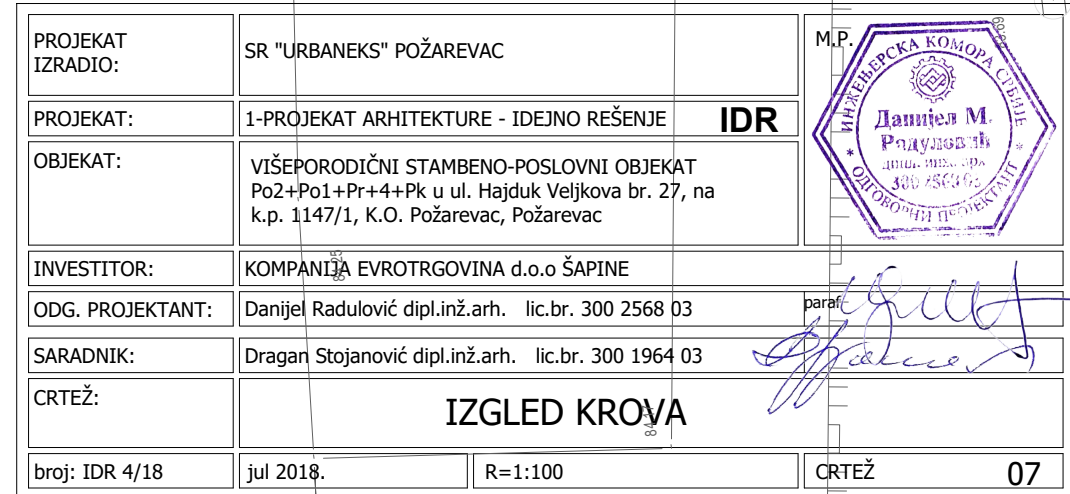 PROJEKAT
IZRADIO:
SR "URBANEKS" POŽAREVAC
M.P.
PROJEKAT:
1-PROJEKAT ARHITEKTURE - IDEJNO REŠENJE IDR
OBJEKAT:
VIŠEPORODIČNI STAMBENO-POSLOVNI OBJEKAT
Po2+Po1+Pr+4+Pk u ul. Hajduk Veljkova br. 27, na
k.p. 1147/1, K.O. Požarevac, Požarevac
ИНЖЕЊЕРСКА КОМОРА СРБИЈЕ
Данијел М.
Радуловић
ОДГОВОРНИ ПРОЈЕКТАНТ
INVESTITOR:
KOMPANIJA EVROTRGOVINA d.o.o ŠAPINE
84.25
ODG. PROJEKTANT:
Danijel Radulović dipl.inž.arh. lic.br. 300 2568 03
paraf
SARADNIK:
Dragan Stojanović dipl.inž.arh. lic.br. 300 1964 03
CRTEŽ:
IZGLED KROVA
broj: IDR 4/18
jul 2018.
R=1:100
CRTEŽ 07